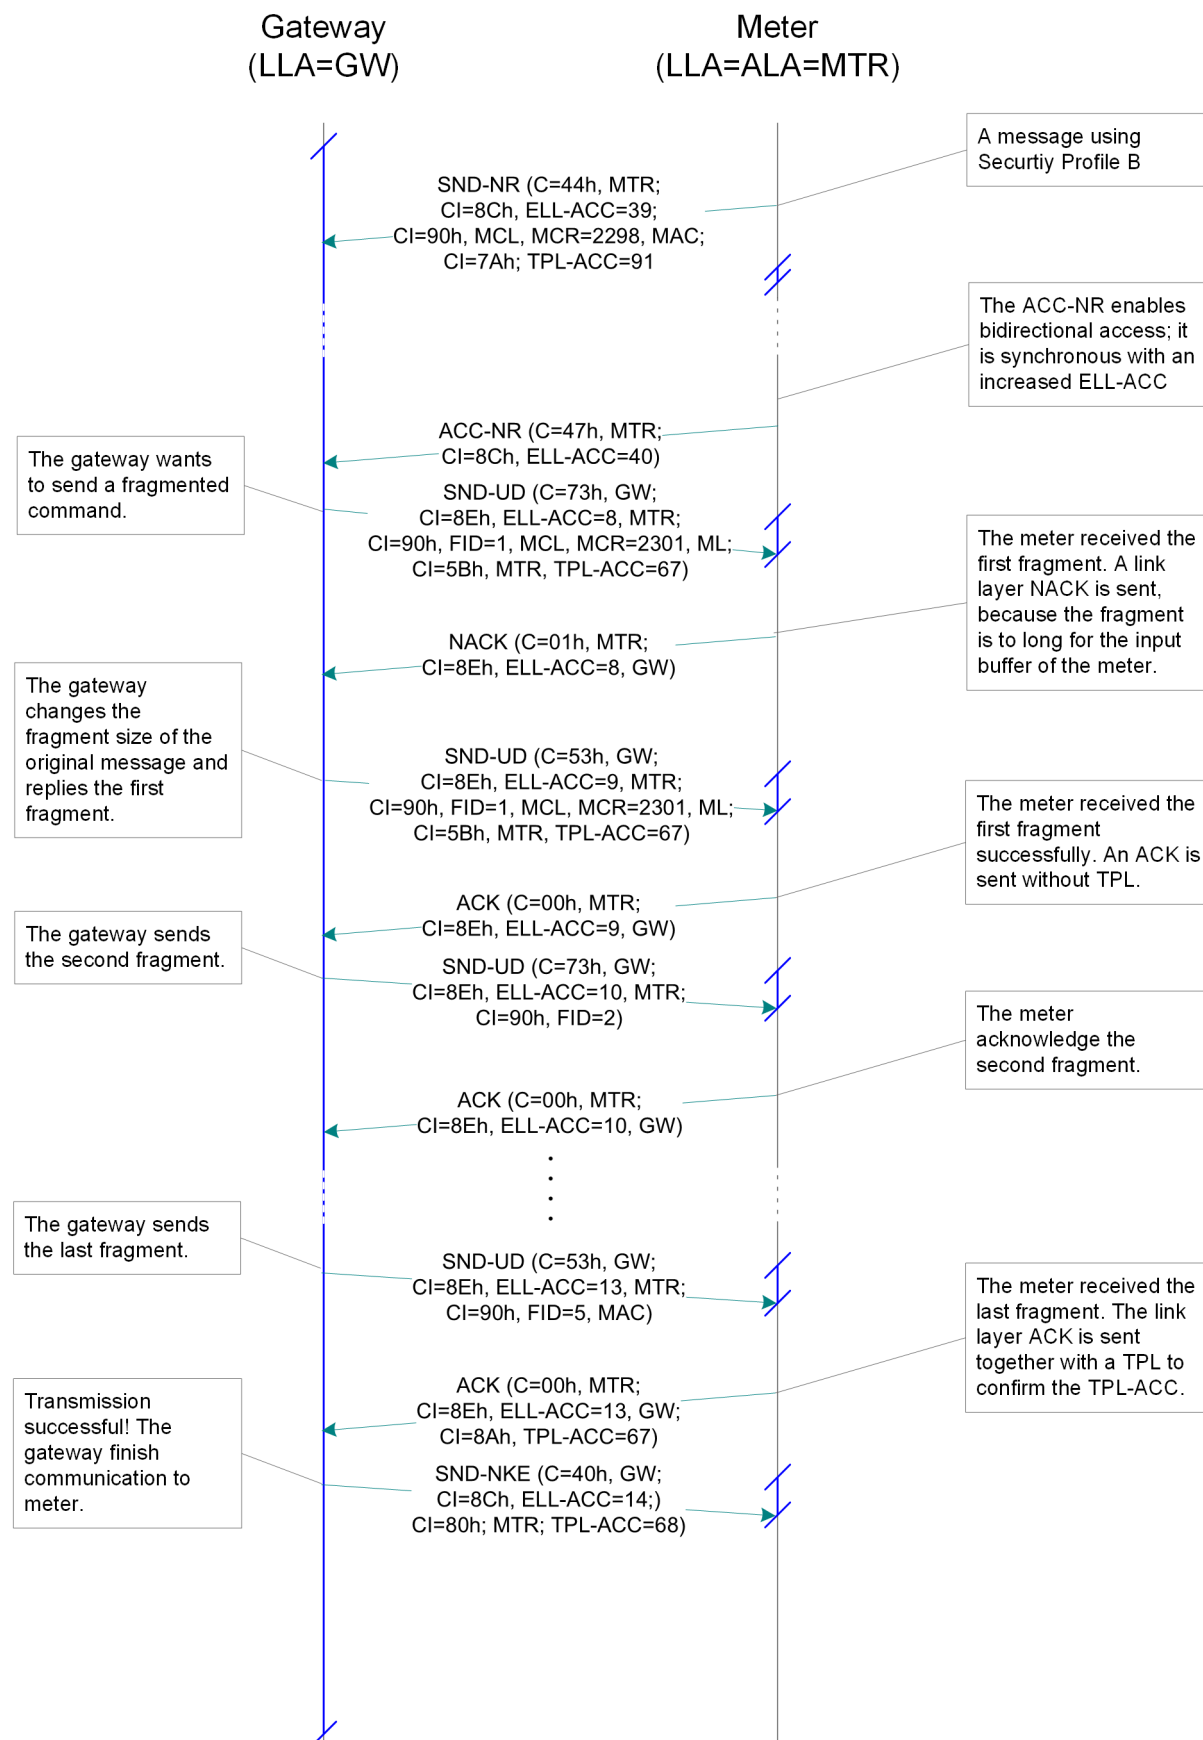 Gateway
(LLA=GW)
Meter
(LLA=ALA=MTR)
A message using
Securtiy Profile B
SND-NR (C=44h, MTR;
CI=8Ch, ELL-ACC=39;
CI=90h, MCL, MCR=2298, MAC;
CI=7Ah; TPL-ACC=91
The ACC-NR enables
bidirectional access; it
is synchronous with an
increased ELL-ACC
ACC-NR (C=47h, MTR;
CI=8Ch, ELL-ACC=40)
The gateway wants
to send a fragmented
command.
SND-UD (C=73h, GW;
CI=8Eh, ELL-ACC=8, MTR;
CI=90h, FID=1, MCL, MCR=2301, ML;
CI=5Bh, MTR, TPL-ACC=67)
The meter received the
first fragment. A link
layer NACK is sent,
because the fragment
is to long for the input
buffer of the meter.
NACK (C=01h, MTR;
CI=8Eh, ELL-ACC=8, GW)
The gateway
changes the
fragment size of the
original message and
replies the first
fragment.
SND-UD (C=53h, GW;
CI=8Eh, ELL-ACC=9, MTR;
CI=90h, FID=1, MCL, MCR=2301, ML;
CI=5Bh, MTR, TPL-ACC=67)
The meter received the
first fragment
successfully. An ACK is
sent without TPL.
ACK (C=00h, MTR;
CI=8Eh, ELL-ACC=9, GW)
The gateway sends
the second fragment.
SND-UD (C=73h, GW;
CI=8Eh, ELL-ACC=10, MTR;
CI=90h, FID=2)
The meter
acknowledge the
second fragment.
ACK (C=00h, MTR;
CI=8Eh, ELL-ACC=10, GW)
The gateway sends
the last fragment.
SND-UD (C=53h, GW;
CI=8Eh, ELL-ACC=13, MTR;
CI=90h, FID=5, MAC)
The meter received the
last fragment. The link
layer ACK is sent
together with a TPL to
confirm the TPL-ACC.
ACK (C=00h, MTR;
CI=8Eh, ELL-ACC=13, GW;
CI=8Ah, TPL-ACC=67)
Transmission
successful! The
gateway finish
communication to
meter.
SND-NKE (C=40h, GW;
CI=8Ch, ELL-ACC=14;)
CI=80h; MTR; TPL-ACC=68)